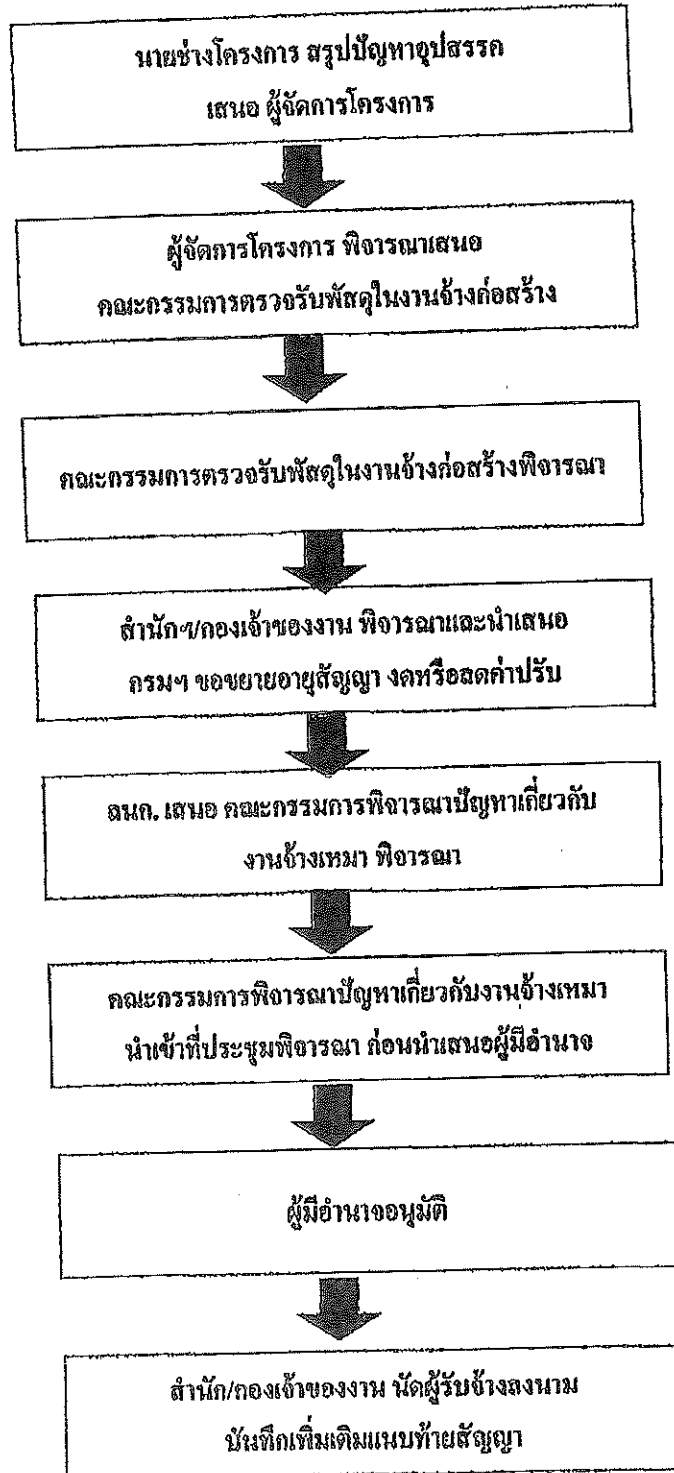 นายช่างโครงการ สรุปปัญหาอุปสรรค
เสนอ ผู้จัดการโครงการ
ผู้จัดการโครงการ พิจารณาเสนอ
คณะกรรมการตรวจรับพัสดุในงานจ้างก่อสร้าง
คณะกรรมการตรวจรับพัสดุในงานจ้างก่อสร้างพิจารณา
สำนักฯ/กองเจ้าของงาน พิจารณาและนำเสนอ
กรมฯ ขอขยายอายุสัญญา งดหรือลดค่าปรับ
ลนก. เสนอ คณะกรรมการพิจารณาปัญหาเกี่ยวกับ
งานจ้างเหมา พิจารณา
คณะกรรมการพิจารณาปัญหาเกี่ยวกับงานจ้างเหมา
นำเข้าที่ประชุมพิจารณา ก่อนนำเสนอผู้มีอำนาจ
ผู้มีอำนาจอนุมัติ
สำนัก/กองเจ้าของงาน นัดผู้รับจ้างลงนาม
บันทึกเพิ่มเติมแนบท้ายสัญญา